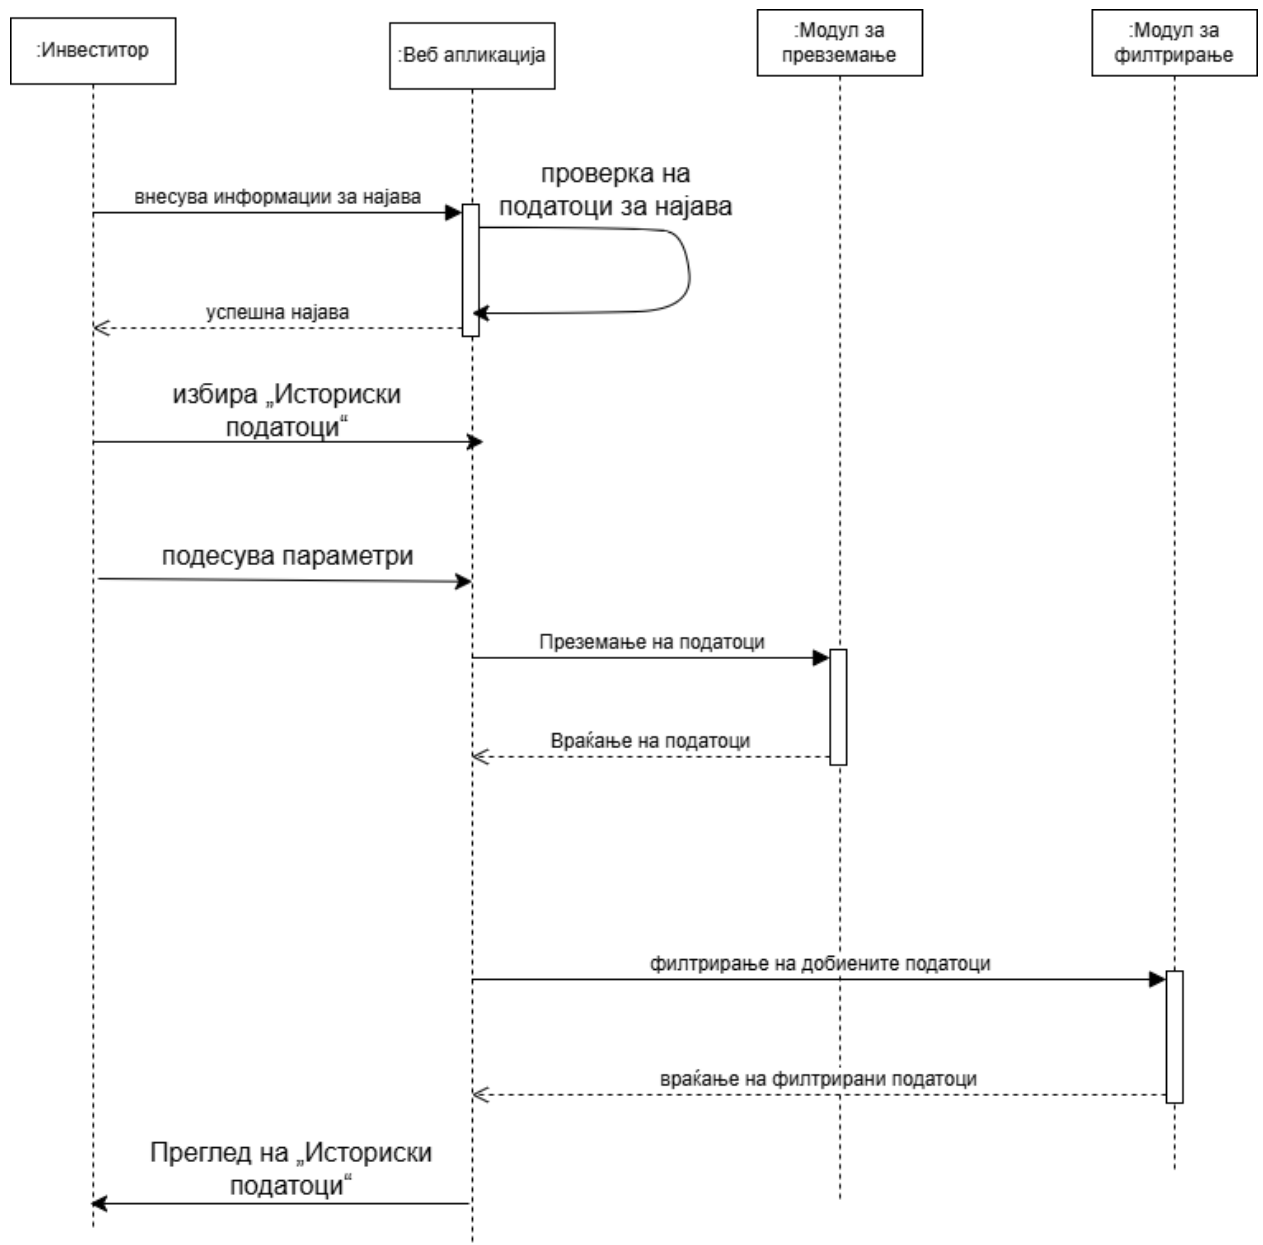 :Инвеститор
:Веб апликација
:Модул за
превземање
:Модул за
филтрирање
проверка на
податоци за најава
внесува информации за најава
успешна најава
избира „Историски
податоци“
подесува параметри
Преземање на податоци
Враќање на податоци
филтрирање на добиените податоци
враќање на филтрирани податоци
Преглед на „Историски
податоци“